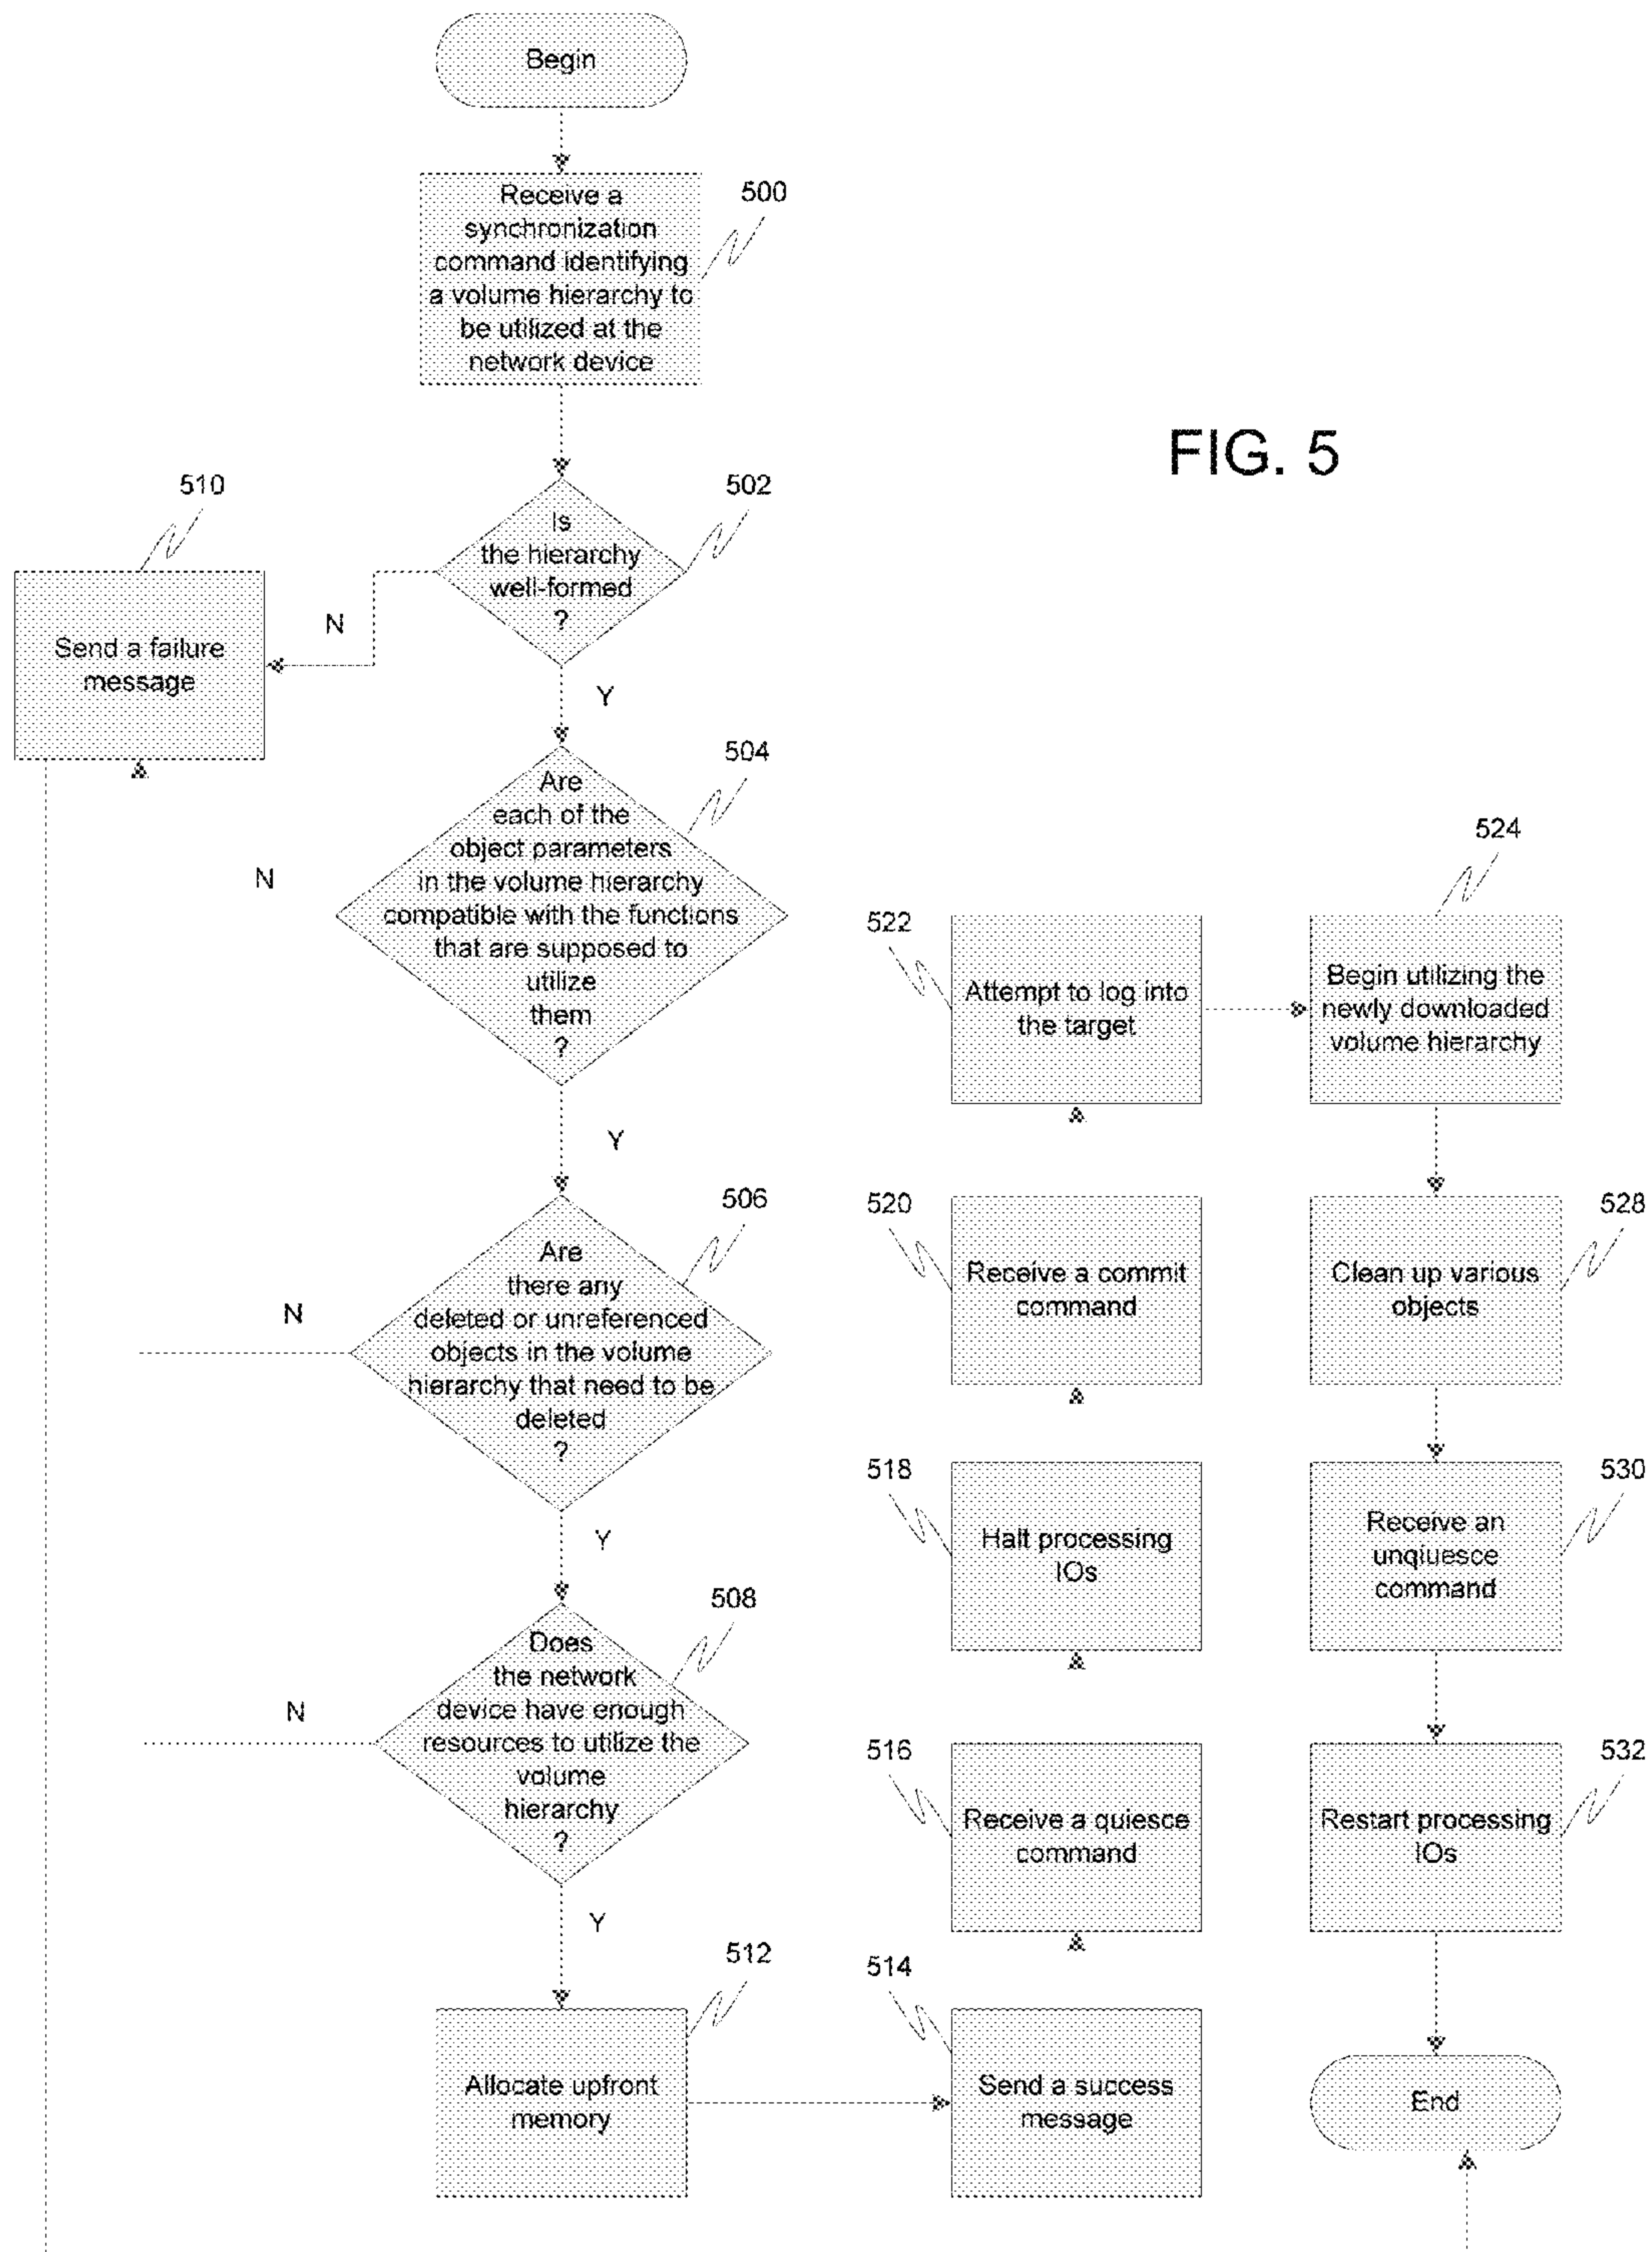 Begin
Receive a
synchronization
command identifying
a volume hierarchy to
be utilized at the
network device
500
FIG. 5
510
502
Is
the hierarchy
well-formed
?
Send a failure
message
N
Y
504
Are
each of the
object parameters
in the volume hierarchy
compatible with the functions
that are supposed to
utilize
them
?
N
Y
506
Are
there any
deleted or unreferenced
objects in the volume
hierarchy that need to be
deleted
?
N
Y
508
Does
the network
device have enough
resources to utilize the
volume
hierarchy
?
N
Y
512
Allocate upfront
memory
514
Send a success
message
516
Receive a quiesce
command
518
Halt processing
IOs
520
Receive a commit
command
522
Attempt to log into
the target
524
Begin utilizing the
newly downloaded
volume hierarchy
528
Clean up various
objects
530
Receive an
unqiuesce
command
532
Restart processing
IOs
End